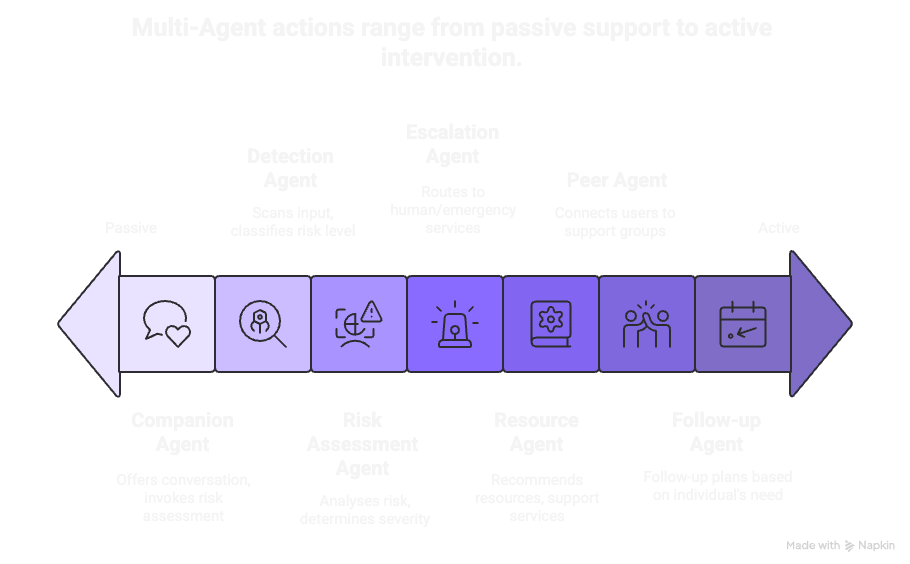 Multi-Agent actions range from passive support to active
intervention.
Passive
Companion
Agent
Offers conversation,
invokes risk
assessment
Detection
Agent
Scans input,
classifies risk level
Risk
Assessment
Agent
Analyses risk,
determines severity
Escalation
Agent
Routes to
human/emergency
services
Resource
Agent
Recommends
resources, support
services
Peer Agent
Connects users to
support groups
Follow-up
Agent
Follow-up plans based
on individual's need
Active
Made with Napkin